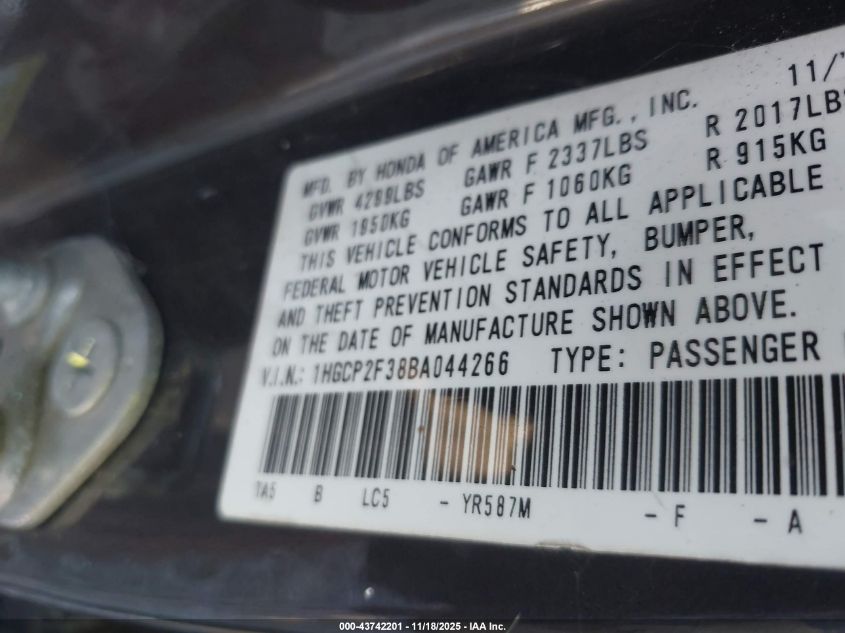 11/
MFD. BY HONDA OF AMERICA MFG., INC.
GVWR 4299LBS GAWR F 2337LBS R 2017LBS
GVWR 1950KG GAWR F 1060KG R 915KG
THIS VEHICLE CONFORMS TO ALL APPLICABLE
FEDERAL MOTOR VEHICLE SAFETY, BUMPER,
AND THEFT PREVENTION STANDARDS IN EFFECT
ON THE DATE OF MANUFACTURE SHOWN ABOVE.
V.I.N.: 1HGCP2F38BA044266 TYPE: PASSENGER
TA5 B LC5 - YR587M - F - A
000-43742201 - 11/18/2025 - IAA Inc.